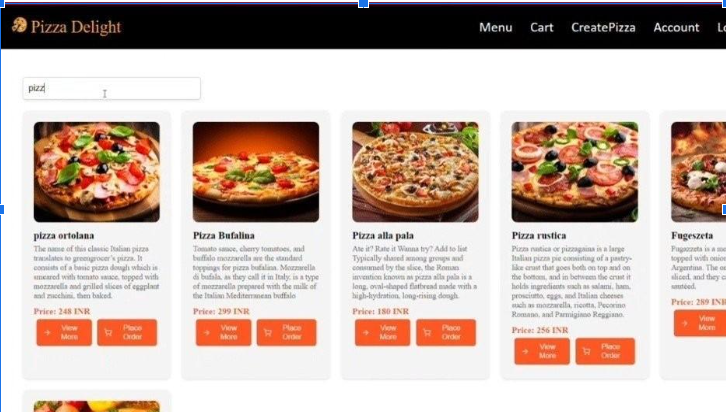 Pizza Delight
Menu Cart CreatePizza Account Lo
pizz
pizza ortolana
The name of this classic Italian pizza
translates to greengrocer's pizza. It
consists of a basic pizza dough which is
smeared with tomato sauce, topped with
mozzarella and grilled slices of eggplant
and zucchini, then baked.
Price: 248 INR
View
More
Place
Order
Pizza Bufalina
Tomato sauce, cherry tomatoes, and
buffalo mozzarella are the standard
toppings for pizza bufalina. Mozzarella
di bufala, as they call it in Italy, is a type
of mozzarella prepared with the milk of
the Italian Mediterranean buffalo
Price: 299 INR
View
More
Place
Order
Pizza alla pala
Ate it? Rate it Wanna try? Add to list
Typically shared among groups and
consumed by the slice, the Roman
invention known as pizza alla pala is a
long, oval-shaped flatbread made with a
high-hydration, long-rising dough.
Price: 180 INR
View
More
Place
Order
Pizza rustica
Pizza rustica or pizzagaina is a large
Italian pizza pie consisting of a pastry-
like crust that goes both on top and on
the bottom, and in between the crust it
holds ingredients such as salami, ham,
prosciutto, eggs, and Italian cheeses
such as mozzarella, ricotta, Pecorino
Romano, and Parmigiano Reggiano.
Price: 256 INR
View
More
Place
Order
Fugeszeta
Fugazzeta is a
topped with onio
Argentina. The
sliced, and they
sautéed.
Price: 289 INR
View
More